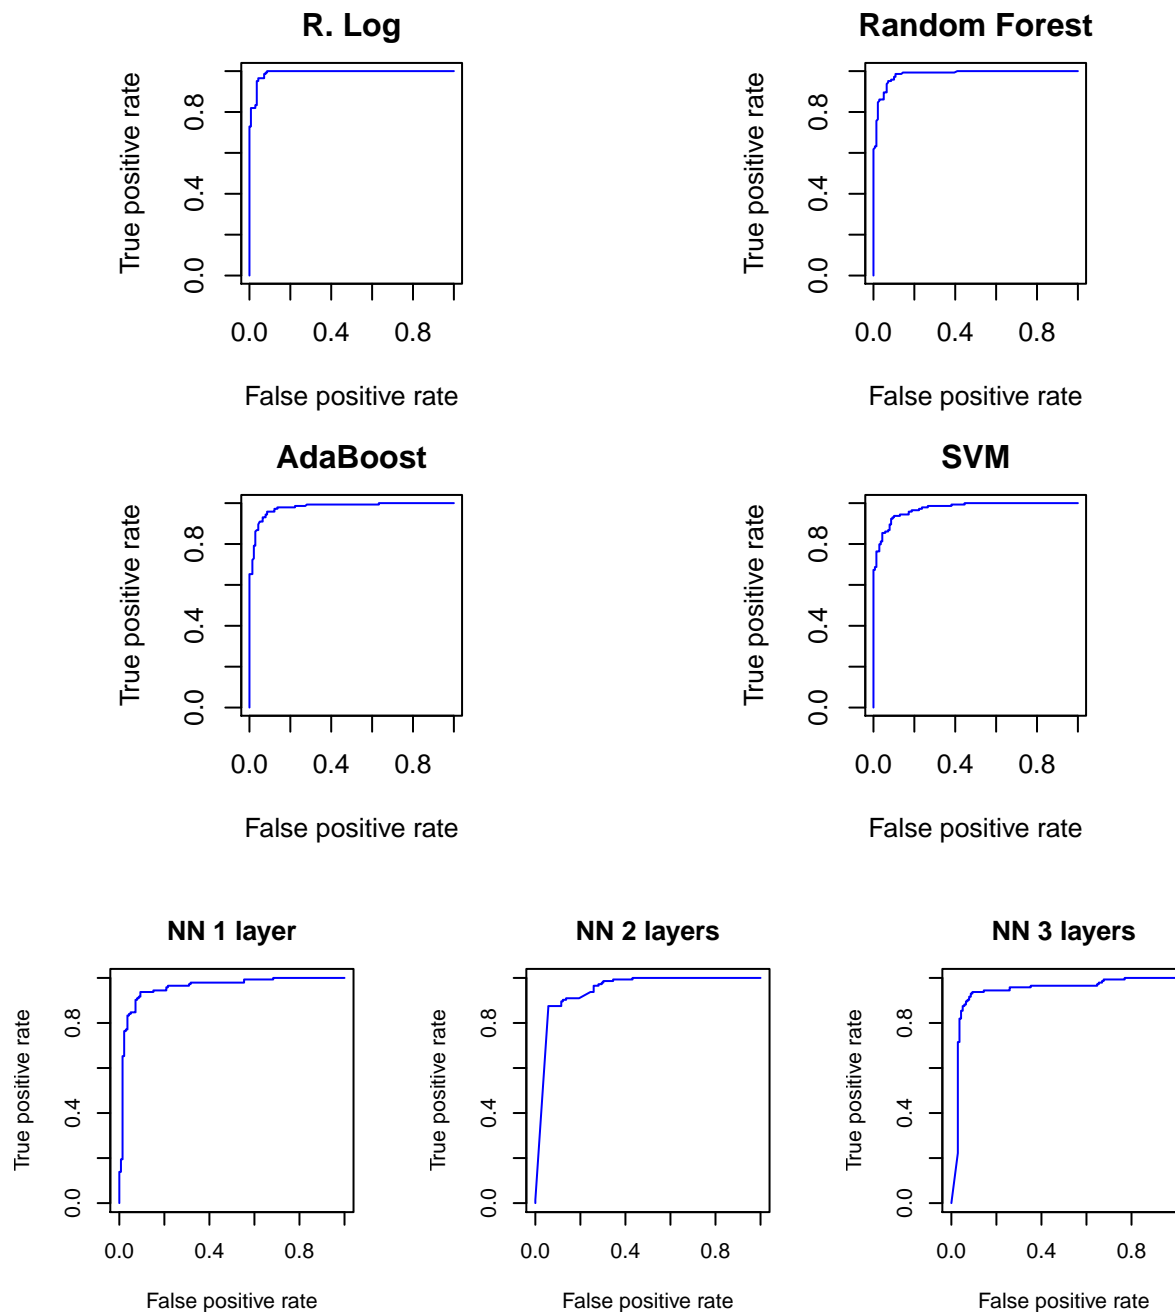 R. Log
True positive rate
0.0 0.4 0.8
0.0 0.4 0.8
False positive rate
Random Forest
True positive rate
0.0 0.4 0.8
0.0 0.4 0.8
False positive rate
AdaBoost
True positive rate
0.0 0.4 0.8
0.0 0.4 0.8
False positive rate
SVM
True positive rate
0.0 0.4 0.8
0.0 0.4 0.8
False positive rate
NN 1 layer
True positive rate
0.0 0.4 0.8
0.0 0.4 0.8
False positive rate
NN 2 layers
True positive rate
0.0 0.4 0.8
0.0 0.4 0.8
False positive rate
NN 3 layers
True positive rate
0.0 0.4 0.8
0.0 0.4 0.8
False positive rate